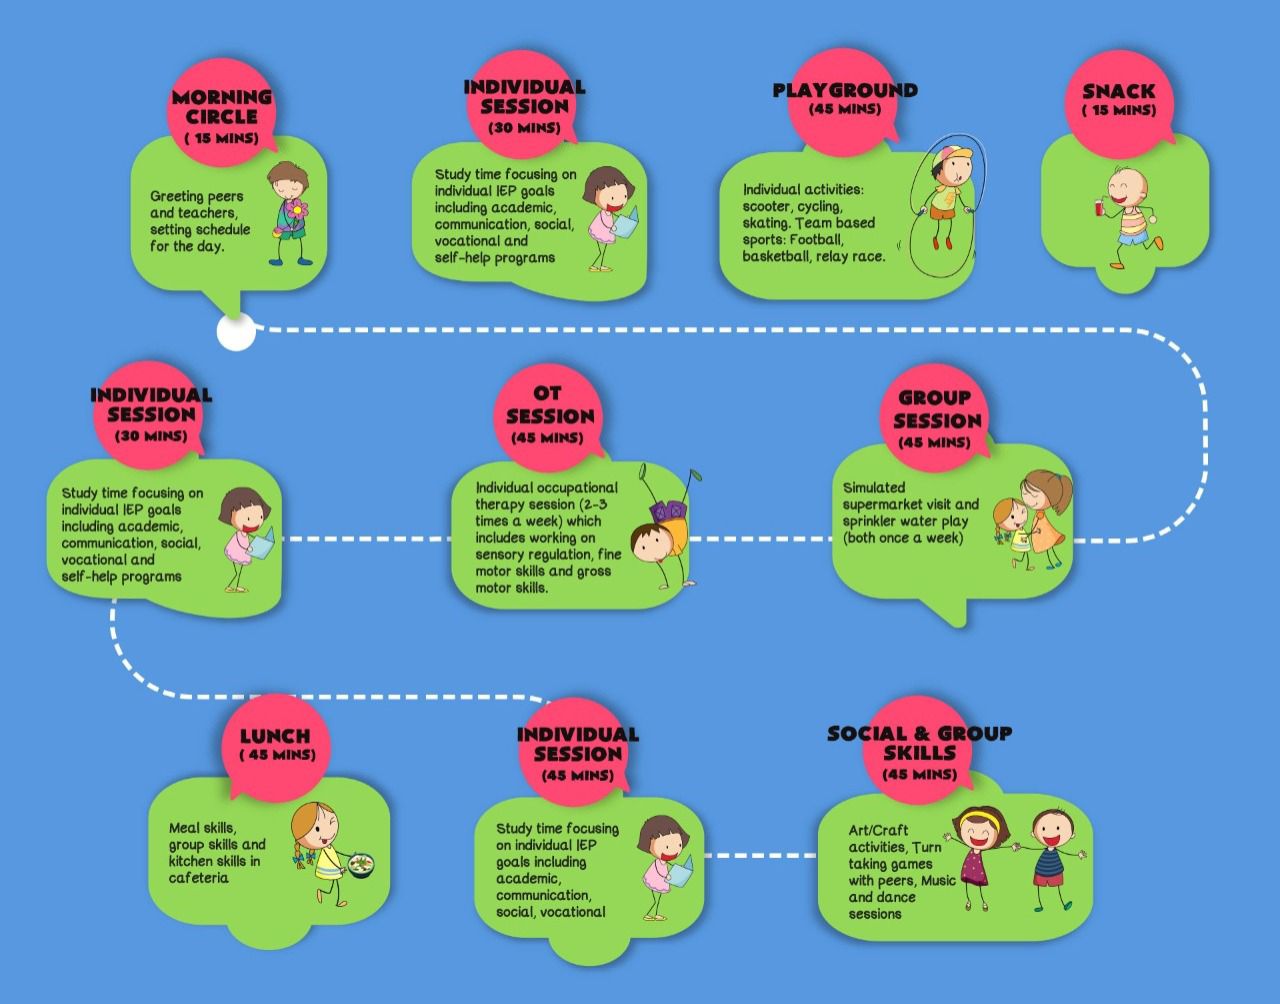 MORNING
CIRCLE
( 15 MINS)
Greeting peers
and teachers,
setting schedule
for the day.
INDIVIDUAL
SESSION
(30 MINS)
Study time focusing on
individual IEP goals
including academic,
communication, social,
vocational and
self-help programs
PLAYGROUND
(45 MINS)
Individual activities:
scooter, cycling,
skating. Team based
sports: Football,
basketball, relay race.
SNACK
( 15 MINS)
INDIVIDUAL
SESSION
(30 MINS)
Study time focusing on
individual IEP goals
including academic,
communication, social,
vocational and
self-help programs
OT
SESSION
(45 MINS)
Individual occupational
therapy session (2-3
times a week) which
includes working on
sensory regulation, fine
motor skills and gross
motor skills.
GROUP
SESSION
(45 MINS)
Simulated
supermarket visit and
sprinkler water play
(both once a week)
LUNCH
( 45 MINS)
Meal skills,
group skills and
kitchen skills in
cafeteria
INDIVIDUAL
SESSION
(45 MINS)
Study time focusing
on individual IEP
goals including
academic,
communication,
social, vocational
SOCIAL & GROUP
SKILLS
(45 MINS)
Art/Craft
activities, Turn
taking games
with peers, Music
and dance
sessions